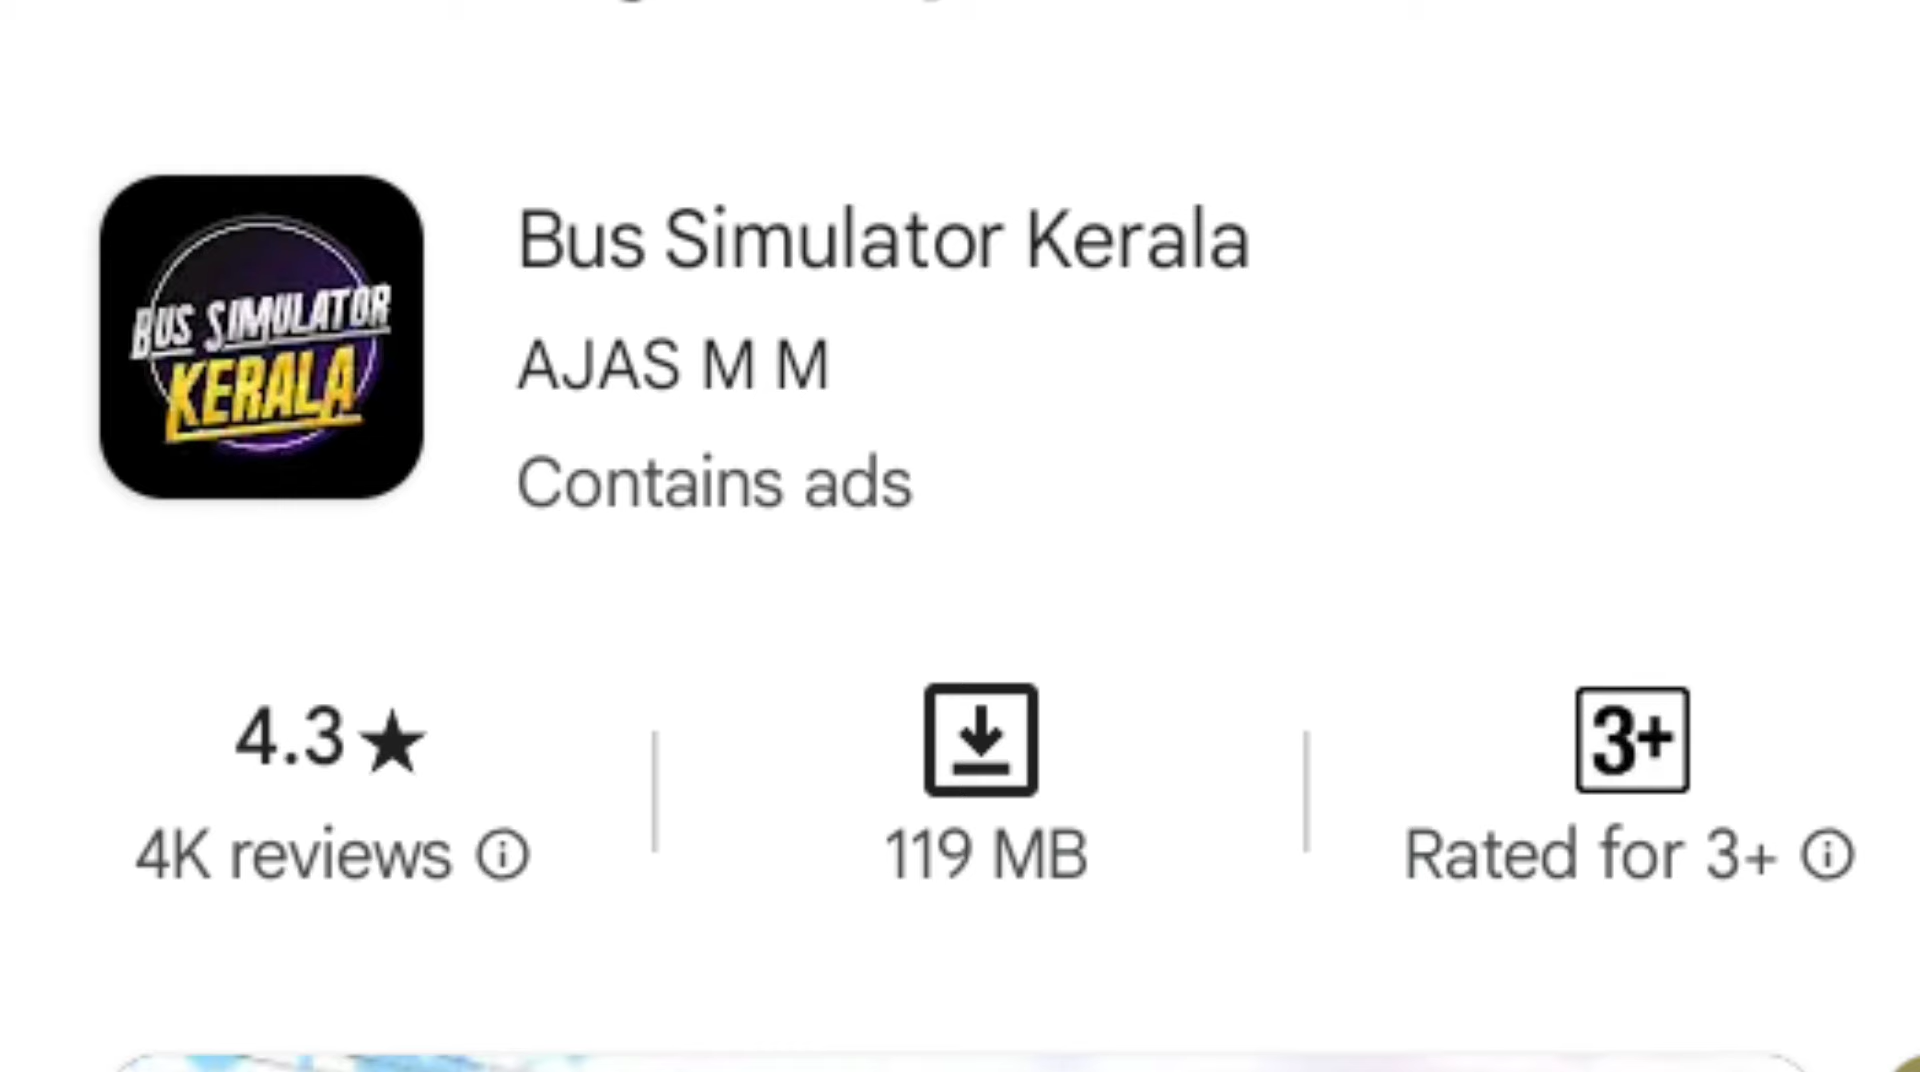 BUS SIMULATOR
KERALA
Bus Simulator Kerala
AJAS M M
Contains ads
4.3★
4K reviews
119 MB
3+
Rated for 3+